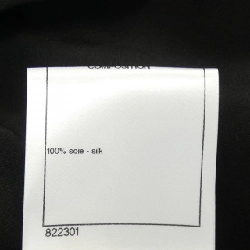 COMPOSITION
100% soie - silk
822301